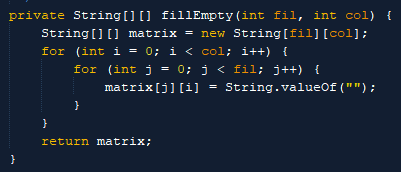 private String[][] fillEmpty(int fil, int col) {
    String[][] matrix = new String[fil][col];
    for (int i = 0; i < col; i++) {
        for (int j = 0; j < fil; j++) {
            matrix[j][i] = String.valueOf("");
        }
    }
    return matrix;
}